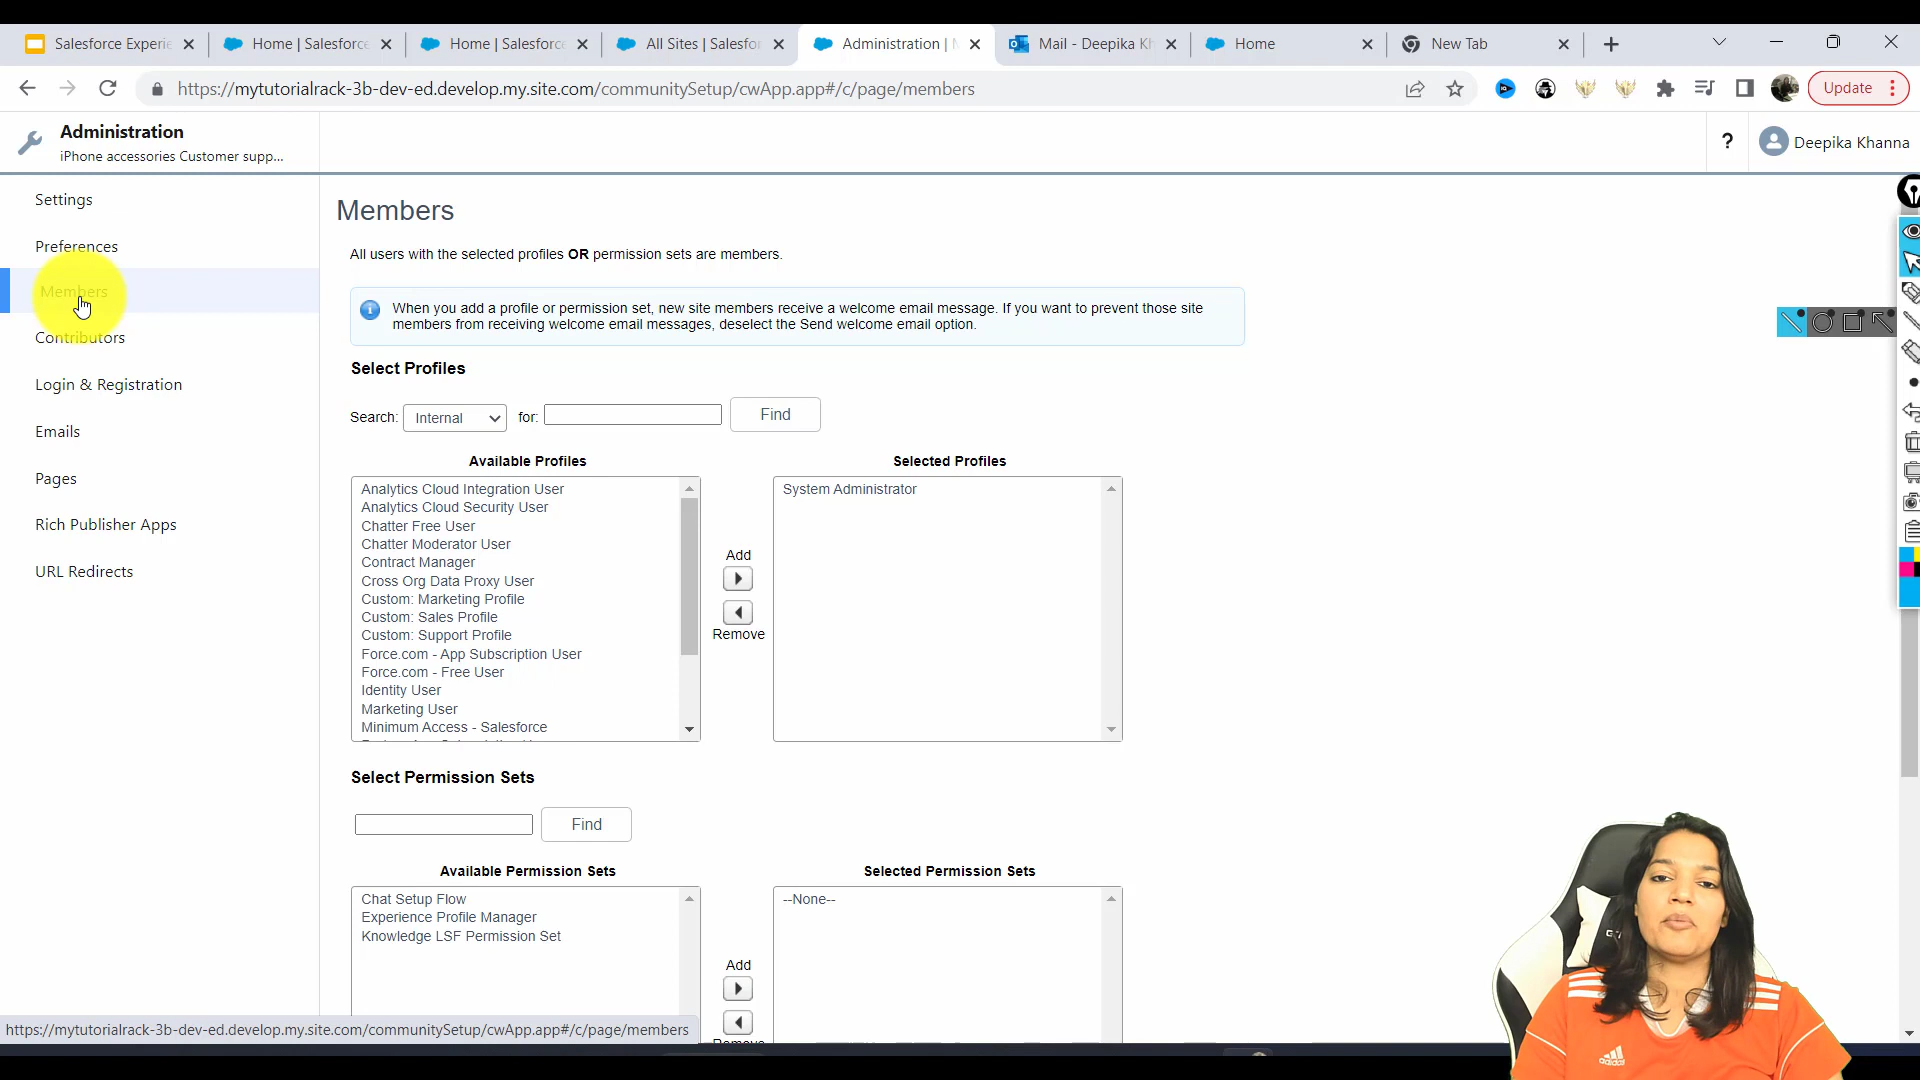 Salesforce Experie
Home | Salesforce
Home | Salesforce
All Sites | Salesfor
Administration |
Mail - Deepika Kh
Home
New Tab
https://mytutorialrack-3b-dev-ed.develop.my.site.com/communitySetup/cwApp.app#/c/page/members
Update
Administration
iPhone accessories Customer supp...
?
Deepika Khanna
Settings
Preferences
Members
Contributors
Login & Registration
Emails
Pages
Rich Publisher Apps
URL Redirects
Members
All users with the selected profiles OR permission sets are members.
When you add a profile or permission set, new site members receive a welcome email message. If you want to prevent those site
members from receiving welcome email messages, deselect the Send welcome email option.
Select Profiles
Search: Internal for: Find
Available Profiles
Analytics Cloud Integration User
Analytics Cloud Security User
Chatter Free User
Chatter Moderator User
Contract Manager
Cross Org Data Proxy User
Custom: Marketing Profile
Custom: Sales Profile
Custom: Support Profile
Force.com - App Subscription User
Force.com - Free User
Identity User
Marketing User
Minimum Access - Salesforce
Add
Remove
Selected Profiles
System Administrator
Select Permission Sets
Find
Available Permission Sets
Chat Setup Flow
Experience Profile Manager
Knowledge LSF Permission Set
Add
Selected Permission Sets
--None--
https://mytutorialrack-3b-dev-ed.develop.my.site.com/communitySetup/cwApp.app#/c/page/members
adidas